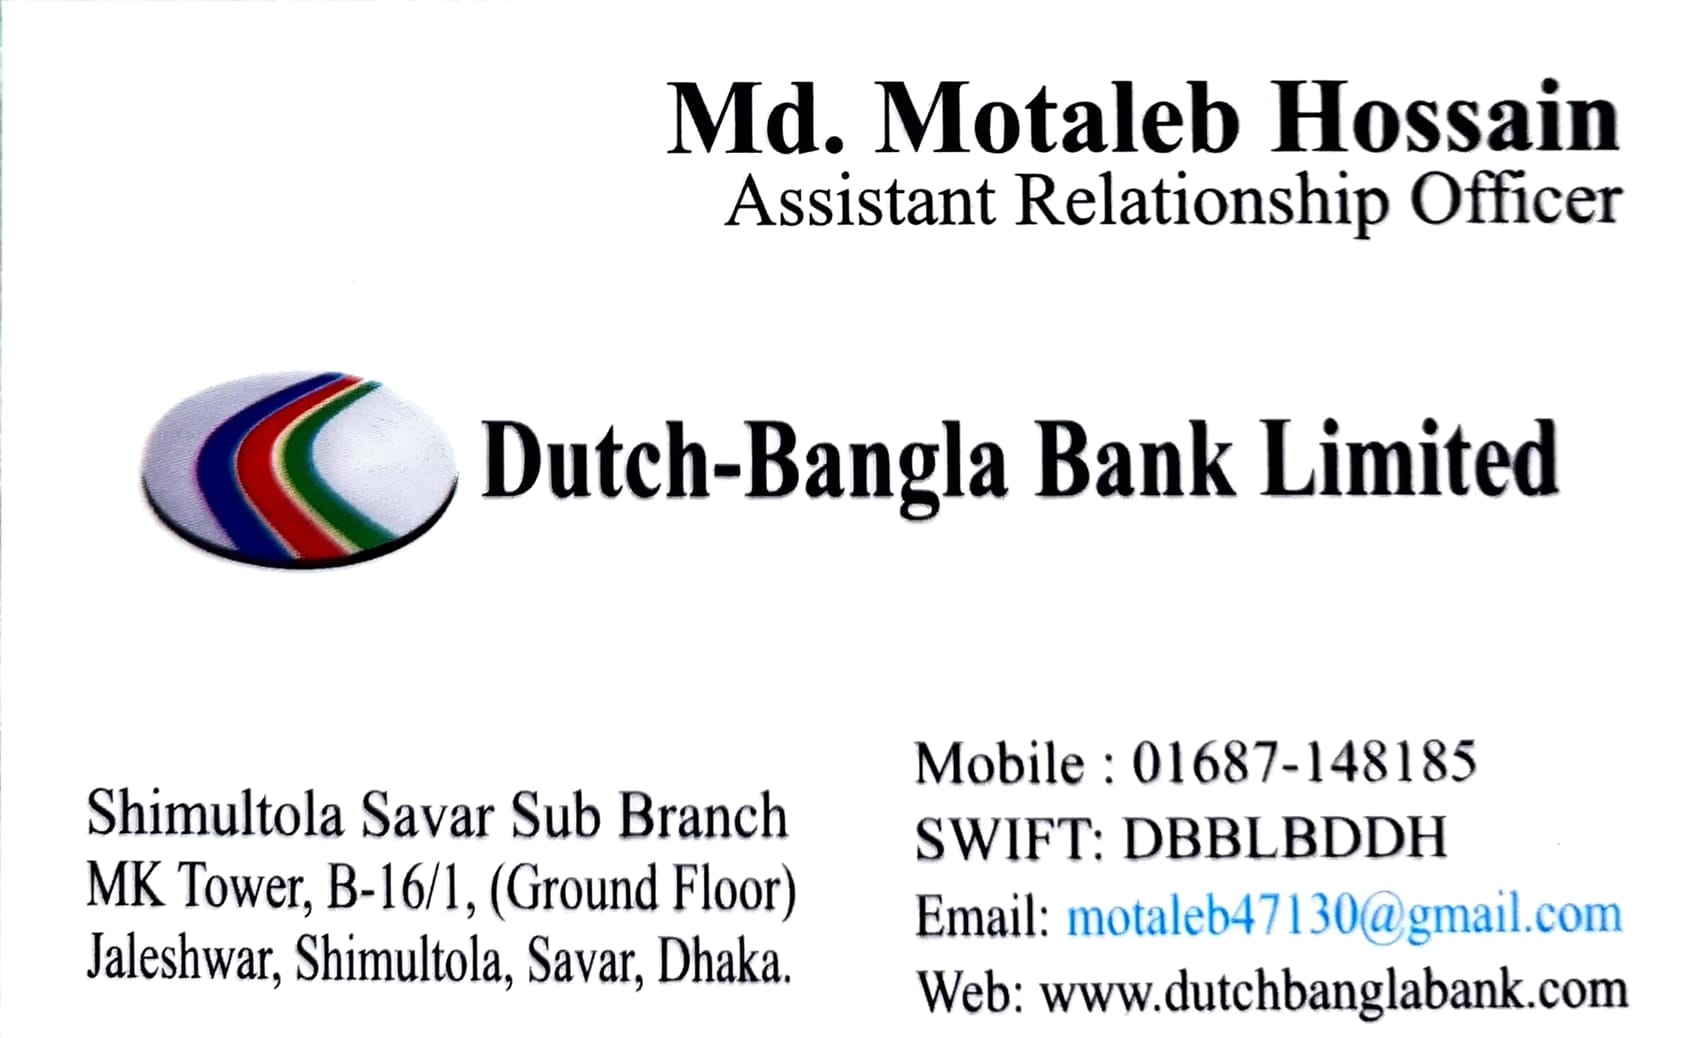 Md. Motaleb Hossain
Assistant Relationship Officer
Dutch-Bangla Bank Limited
Shimultola Savar Sub Branch
MK Tower, B-16/1, (Ground Floor)
Jaleshwar, Shimultola, Savar, Dhaka.
Mobile : 01687-148185
SWIFT: DBBLBDDH
Email: motaleb47130@gmail.com
Web: www.dutchbanglabank.com